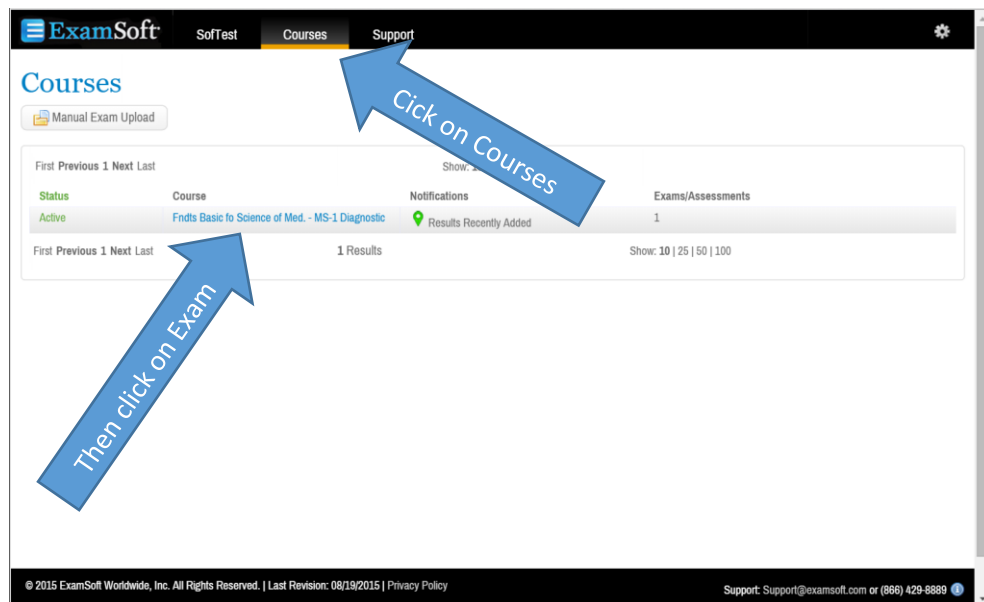 ExamSoft SofTest Courses Support
Courses
Manual Exam Upload
Cick on Courses
First Previous 1 Next Last Show:
Status Course Notifications Exams/Assessments
Active Fndts Basic fo Science of Med. - MS-1 Diagnostic Results Recently Added 1
First Previous 1 Next Last 1 Results Show: 10 | 25 | 50 | 100
Then click on Exam
© 2015 ExamSoft Worldwide, Inc. All Rights Reserved. | Last Revision: 08/19/2015 | Privacy Policy Support: Support@examsoft.com or (866) 429-8889